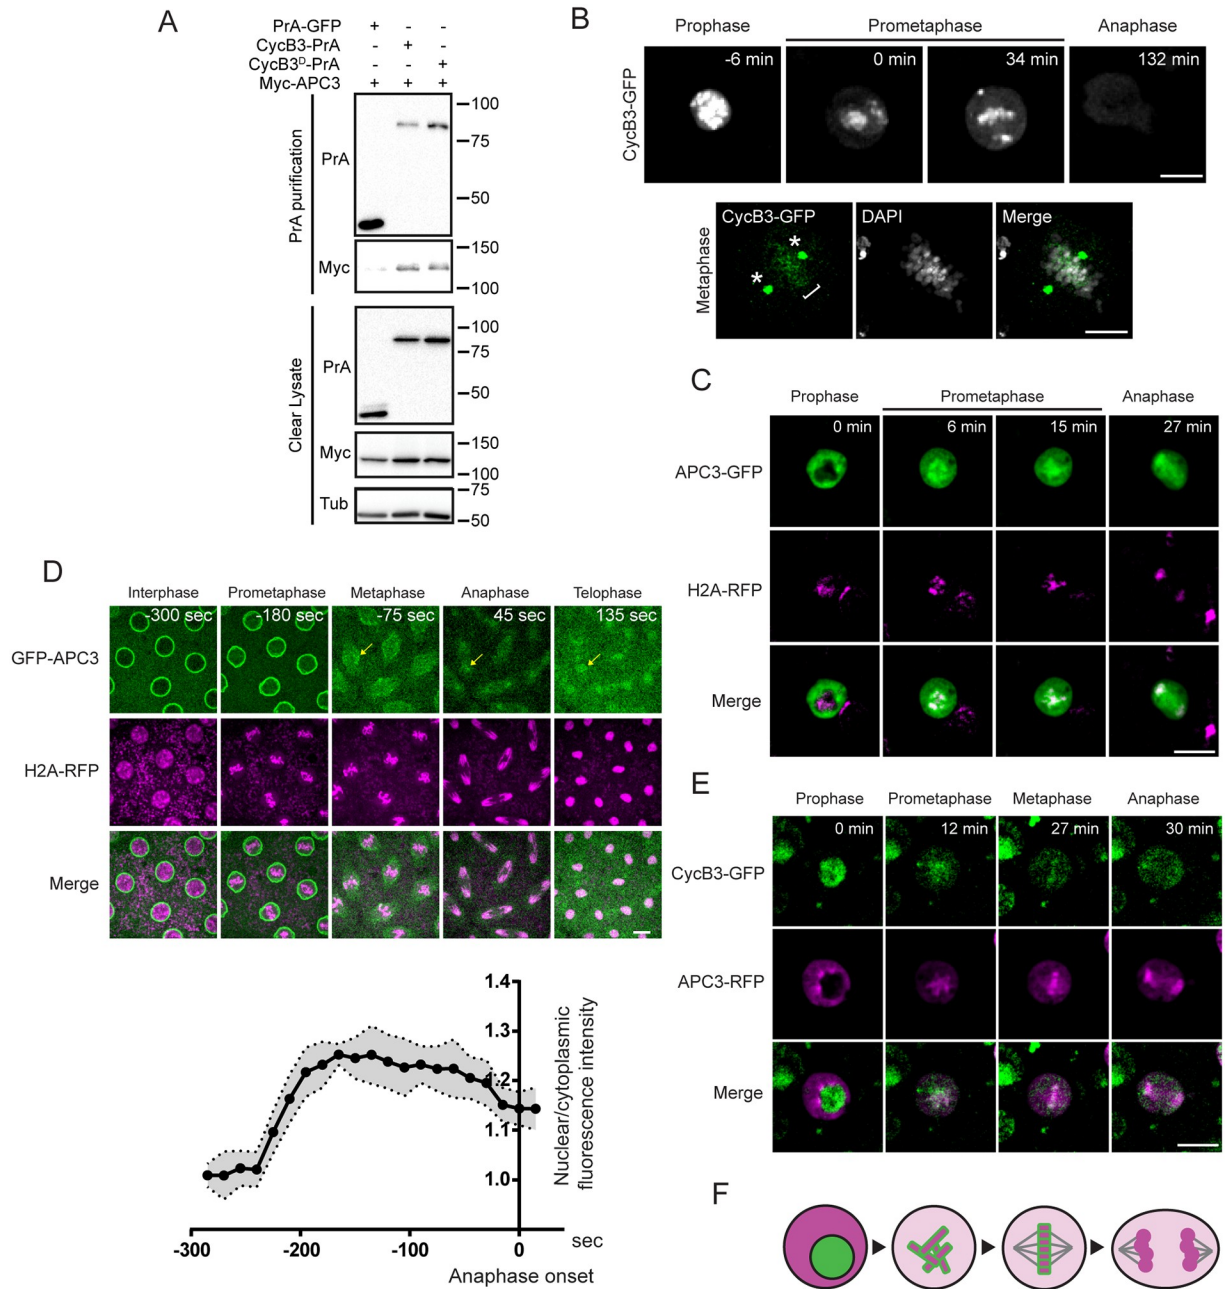 A
PrA-GFP + - -
CycB3-PrA - + -
CycB3ᴰ-PrA - - +
Myc-APC3 + + +
PrA purification
PrA
100
75
50
Myc
150
100
Clear Lysate
PrA
100
75
50
Myc
150
100
Tub
75
50
B
Prophase Prometaphase Anaphase
CycB3-GFP
-6 min 0 min 34 min 132 min
Metaphase
CycB3-GFP DAPI Merge
*
*
C
Prophase Prometaphase Anaphase
0 min 6 min 15 min 27 min
APC3-GFP
H2A-RFP
Merge
D
Interphase Prometaphase Metaphase Anaphase Telophase
-300 sec -180 sec -75 sec 45 sec 135 sec
GFP-APC3
H2A-RFP
Merge
1.4
1.3
1.2
1.1
1.0
Nuclear/cytoplasmic
fluorescence intensity
-300 -200 -100 0
sec
Anaphase onset
E
Prophase Prometaphase Metaphase Anaphase
0 min 12 min 27 min 30 min
CycB3-GFP
APC3-RFP
Merge
F